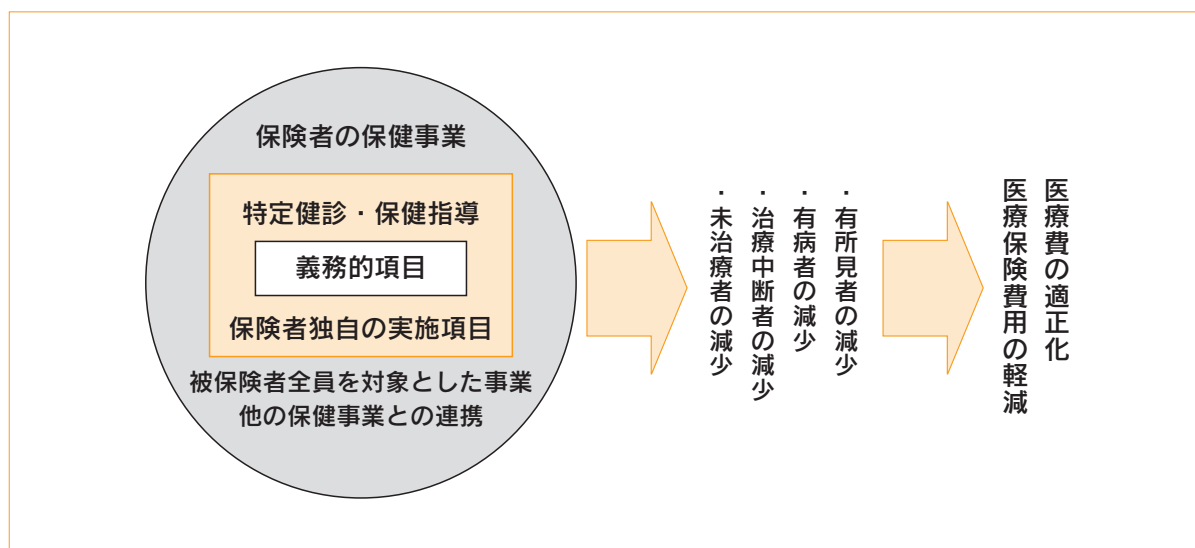 保険者の保健事業
特定健診・保健指導
義務的項目
保険者独自の実施項目
被保険者全員を対象とした事業
他の保健事業との連携
・有所見者の減少
・有病者の減少
・治療中断者の減少
・未治療者の減少
医療費の適正化
医療保険費用の軽減